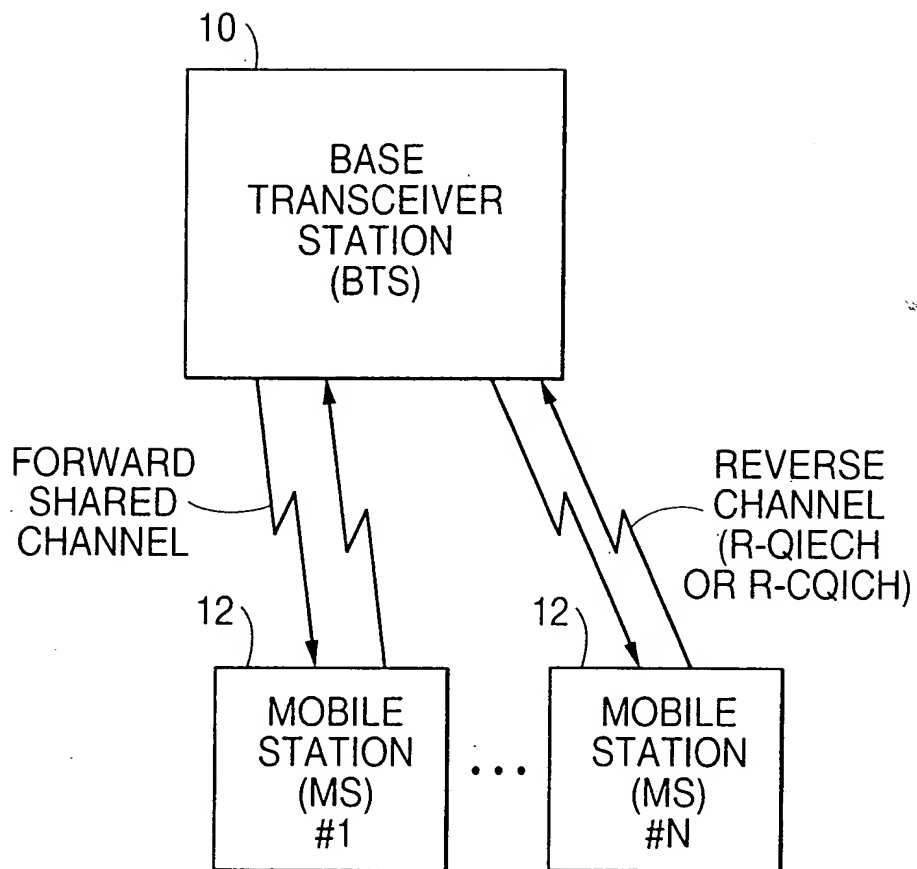 10
BASE
TRANSCEIVER
STATION
(BTS)
FORWARD
SHARED
CHANNEL
REVERSE
CHANNEL
(R-QIECH
OR R-CQICH)
12
MOBILE
STATION
(MS)
#1
...
12
MOBILE
STATION
(MS)
#N